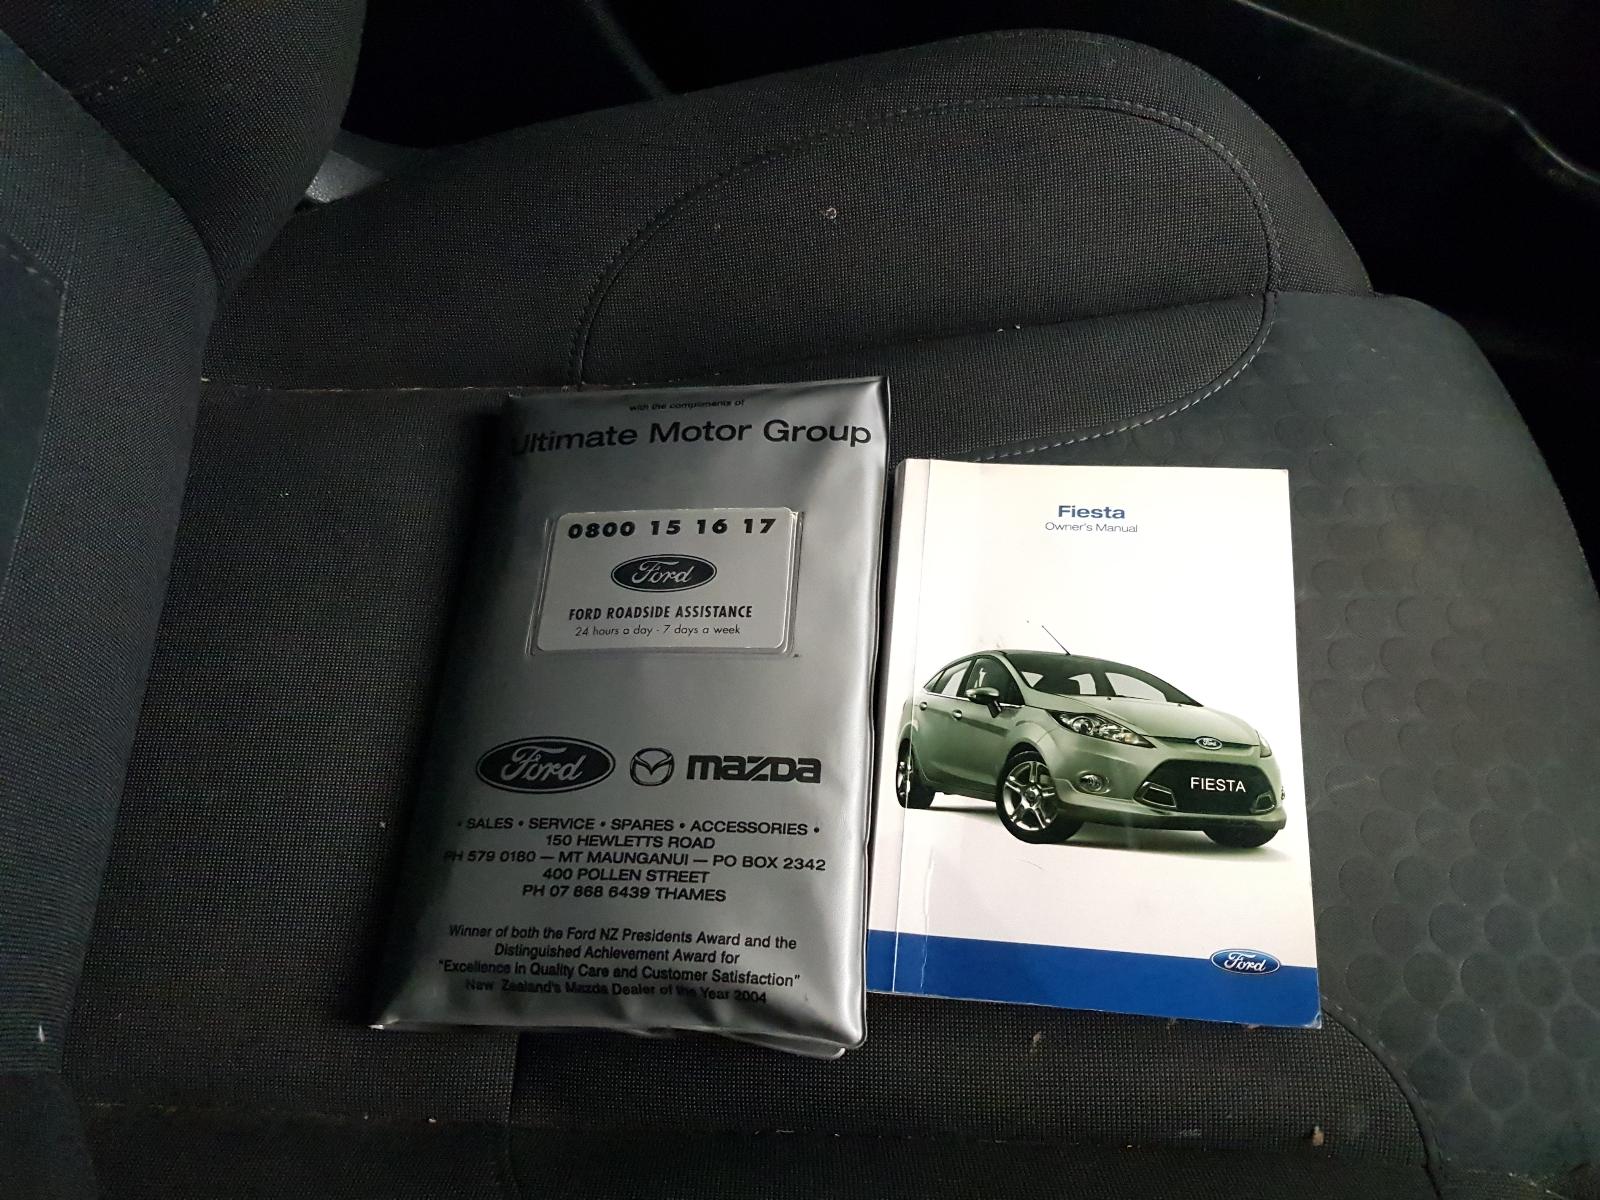 with the compliments of
Ultimate Motor Group
0800 15 16 17
Ford
FORD ROADSIDE ASSISTANCE
24 hours a day - 7 days a week
Ford mazda
• SALES • SERVICE • SPARES • ACCESSORIES •
150 HEWLETTS ROAD
PH 579 0180 — MT MAUNGANUI — PO BOX 2342
400 POLLEN STREET
PH 07 868 6439 THAMES
Winner of both the Ford NZ Presidents Award and the
Distinguished Achievement Award for
"Excellence in Quality Care and Customer Satisfaction"
New Zealand's Mazda Dealer of the Year 2004
Fiesta
Owner's Manual
Ford
FIESTA
Ford